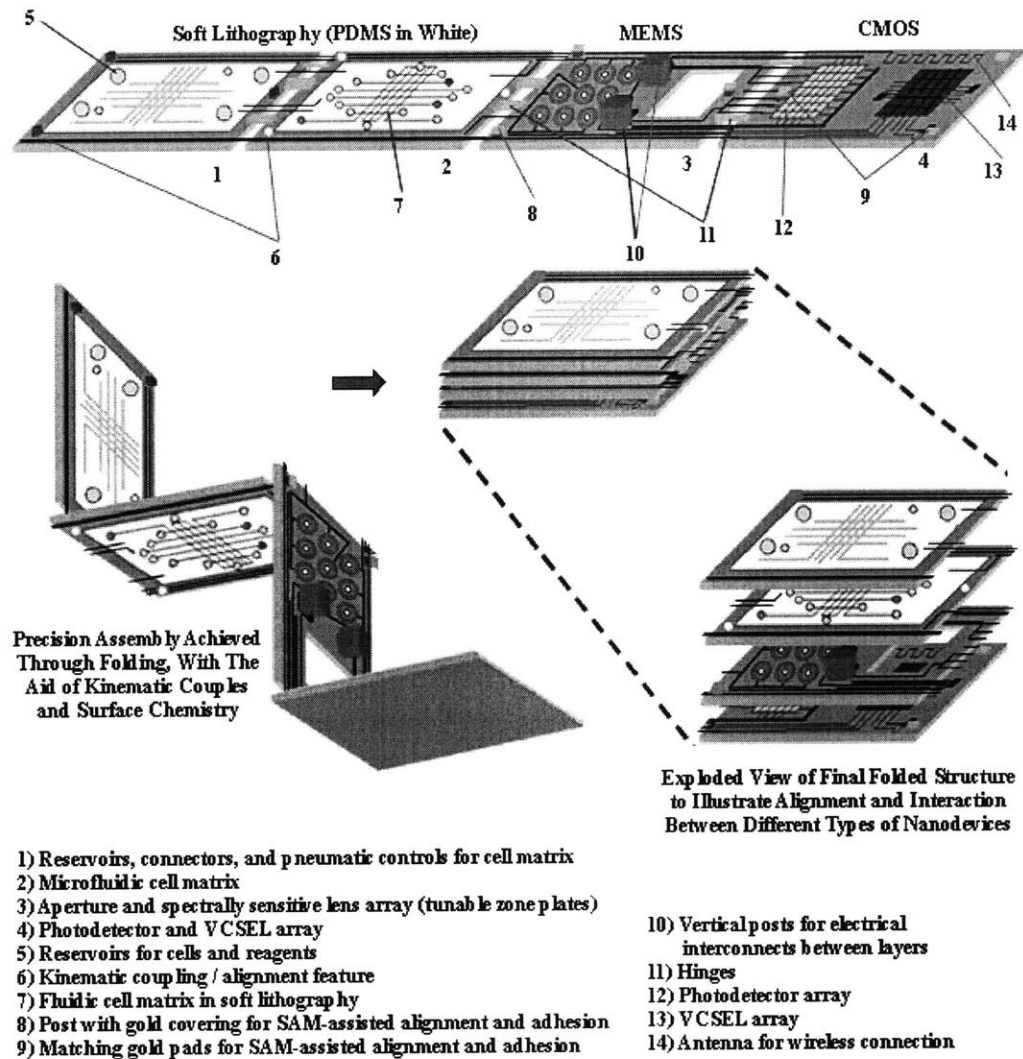 5
Soft Lithography (PDMS in White)
MEMS
CMOS
1
2
3
4
14
13
6
7
8
10
11
12
9
Precision Assembly Achieved
Through Folding, With The
Aid of Kinematic Couples
and Surface Chemistry
Exploded View of Final Folded Structure
to Illustrate Alignment and Interaction
Between Different Types of Nanodevices
1) Reservoirs, connectors, and pneumatic controls for cell matrix
2) Microfluidic cell matrix
3) Aperture and spectrally sensitive lens array (tunable zone plates)
4) Photodetector and VCSEL array
5) Reservoirs for cells and reagents
6) Kinematic coupling / alignment feature
7) Fluidic cell matrix in soft lithography
8) Post with gold covering for SAM-assisted alignment and adhesion
9) Matching gold pads for SAM-assisted alignment and adhesion
10) Vertical posts for electrical
interconnects between layers
11) Hinges
12) Photodetector array
13) VCSEL array
14) Antenna for wireless connection